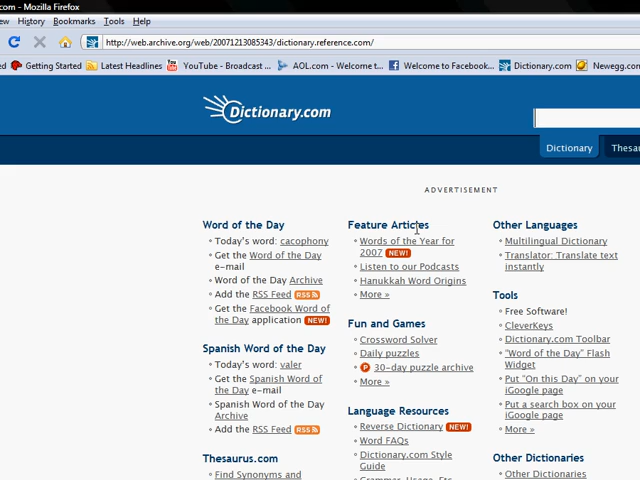 .com - Mozilla Firefox
History Bookmarks Tools Help
http://web.archive.org/web/20071213085343/dictionary.reference.com/
Getting Started Latest Headlines YouTube - Broadcast ... AOL.com - Welcome t... Welcome to Facebook... Dictionary.com Newegg.com
Dictionary.com
Dictionary
ADVERTISEMENT
Word of the Day
Today's word: cacophony
Get the Word of the Day
e-mail
Word of the Day Archive
Add the RSS Feed RSS
Get the Facebook Word of
the Day application NEW!
Spanish Word of the Day
Today's word: valer
Get the Spanish Word of
the Day e-mail
Spanish Word of the Day
Archive
Add the RSS Feed RSS
Thesaurus.com
Find Synonyms and
Feature Articles
Words of the Year for
2007 NEW!
Listen to our Podcasts
Hanukkah Word Origins
More »
Fun and Games
Crossword Solver
Daily puzzles
P 30-day puzzle archive
More »
Language Resources
Reverse Dictionary NEW!
Word FAQs
Dictionary.com Style
Guide
Grammar, Usage, Etc.
Other Languages
Multilingual Dictionary
Translator: Translate text
instantly
Tools
Free Software!
CleverKeys
Dictionary.com Toolbar
"Word of the Day" Flash
Widget
Put "On this Day" on your
iGoogle page
Put a search box on your
iGoogle page
More »
Other Dictionaries
Other Dictionaries